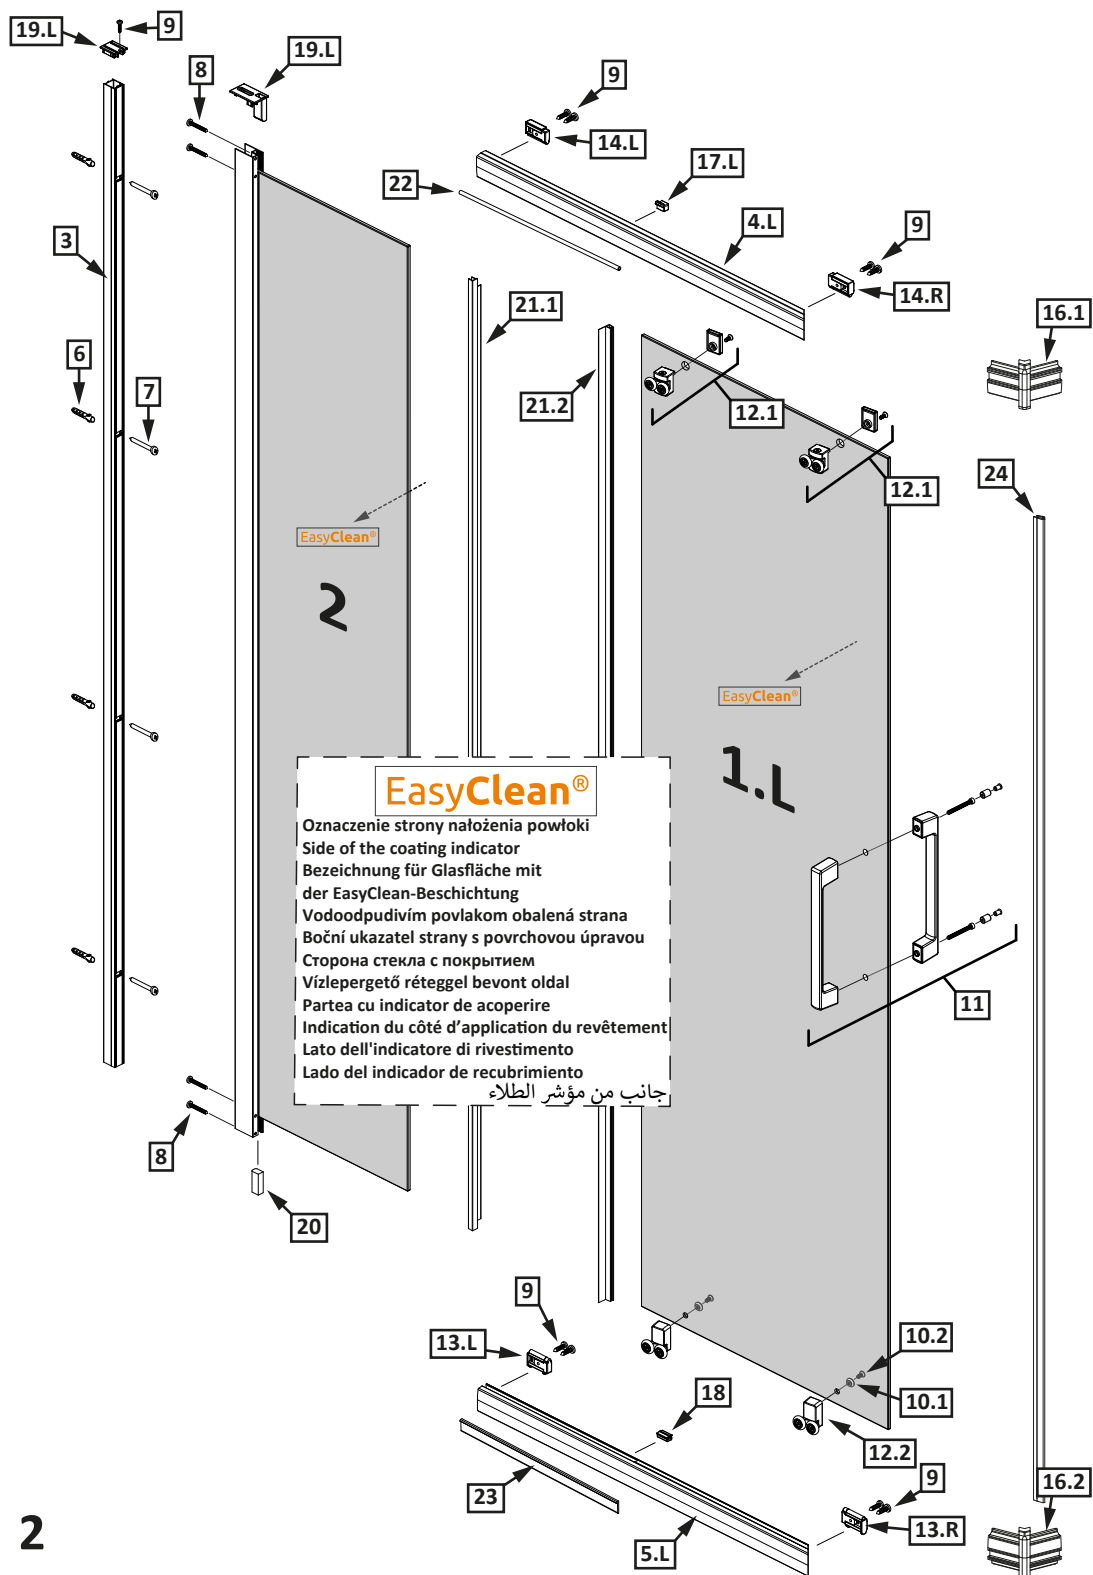 19.L
9
19.L
8
9
14.L
17.L
22
4.L
9
3
14.R
21.1
16.1
6
7
21.2
12.1
12.1
24
EasyClean®
2
EasyClean®
1.L
EasyClean®
Oznaczenie strony nałożenia powłoki
Side of the coating indicator
Bezeichnung für Glasfläche mit
der EasyClean-Beschichtung
Vodoodpudivím povlakom obalená strana
Boční ukazatel strany s povrchovou úpravou
Сторона стекла с покрытием
Vízlepergető réteggel bevont oldal
Partea cu indicator de acoperire
Indication du côté d’application du revêtement
Lato dell'indicatore di rivestimento
Lado del indicador de recubrimiento
جانب من مؤشر الطلاء
11
8
20
9
13.L
10.2
10.1
18
12.2
23
9
16.2
13.R
5.L
2